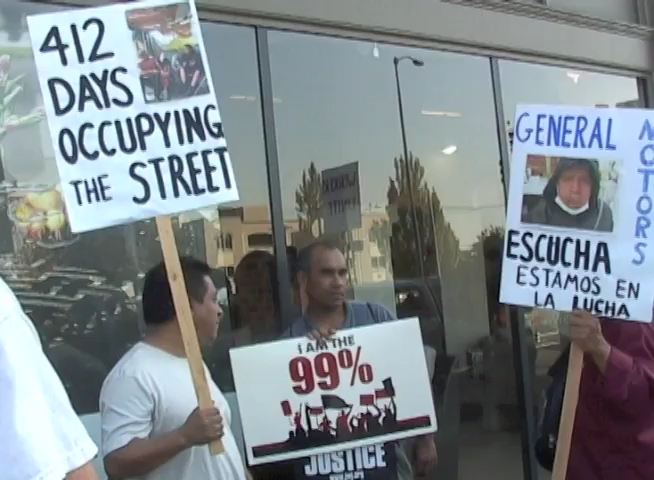 412
DAYS
OCCUPYING
THE STREET
I AM THE
99%
JUSTICE
GENERAL
MOTORS
ESCUCHA
ESTAMOS EN
LA LUCHA